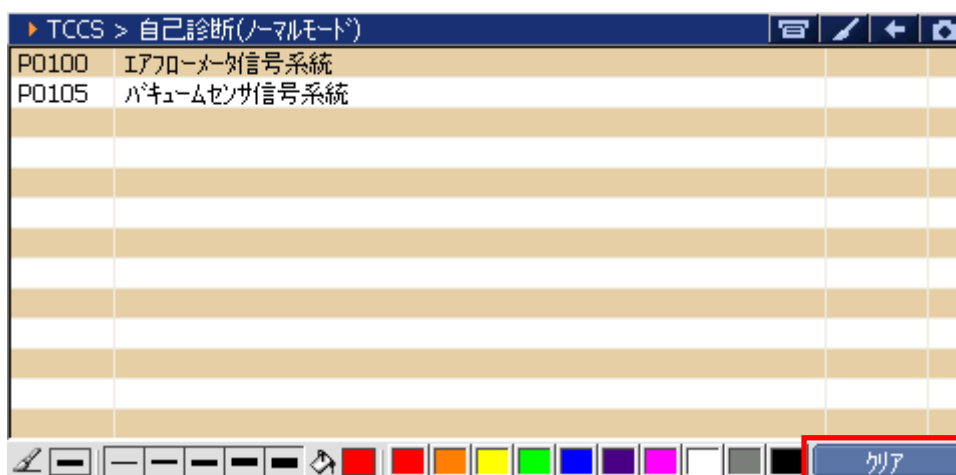 TCCS > 自己診断(ﾉｰﾏﾙﾓｰﾄﾞ)
P0100 ｴｱﾌﾛｰﾒｰﾀ信号系統
P0105 ﾊﾞｷｭｰﾑｾﾝｻ信号系統
ｸﾘｱ